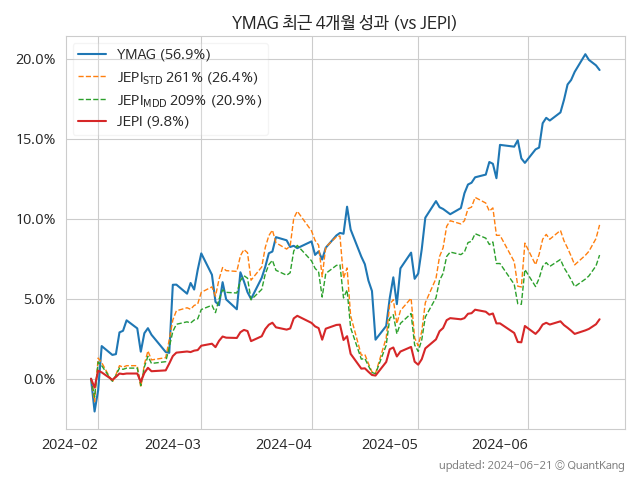 YMAG 최근 4개월 성과 (vs JEPI)
YMAG (56.9%)
JEPI_STD 261% (26.4%)
JEPI_MDD 209% (20.9%)
JEPI (9.8%)
20.0%
15.0%
10.0%
5.0%
0.0%
2024-02 2024-03 2024-04 2024-05 2024-06
updated: 2024-06-21 © QuantKang